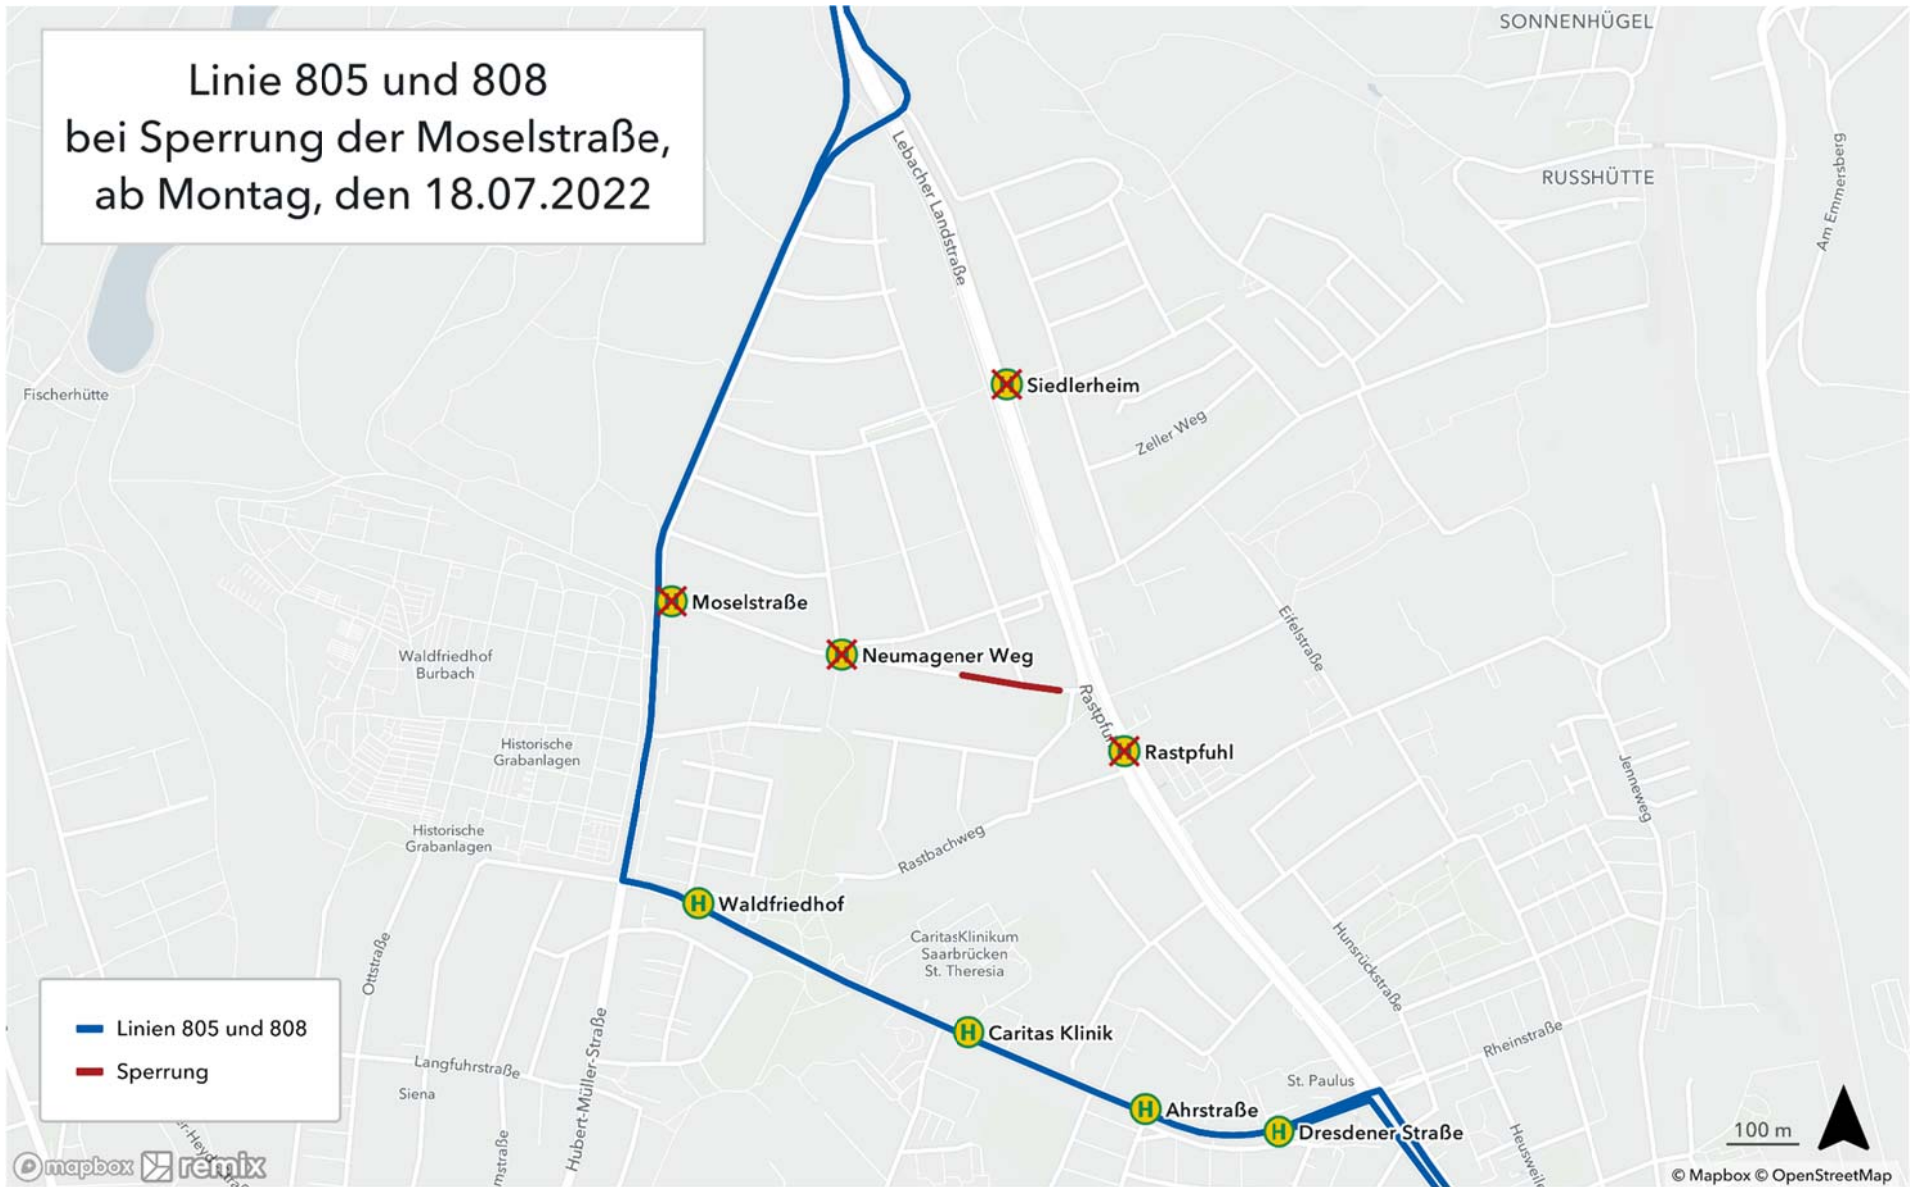 Linie 805 und 808
bei Sperrung der Moselstraße,
ab Montag, den 18.07.2022
SONNENHÜGEL
RUSSHÜTTE
Am Emmersberg
Lebacher Landstraße
Fischerhütte
Siedlerheim
Zeller Weg
Moselstraße
Neumagener Weg
Eifelstraße
Waldfriedhof
Burbach
Rastpfuhl
Historische
Grabanlagen
Jenneweg
Historische
Grabanlagen
Rastbachweg
Waldfriedhof
CaritasKlinikum
Saarbrücken
St. Theresia
Hunsrückstraße
Ottstraße
Caritas Klinik
Rheinstraße
Linien 805 und 808
Sperrung
Langfuhrstraße
Siena
Hubert-Müller-Straße
St. Paulus
Ahrstraße
Dresdener Straße
100 m
mapbox remix
© Mapbox © OpenStreetMap